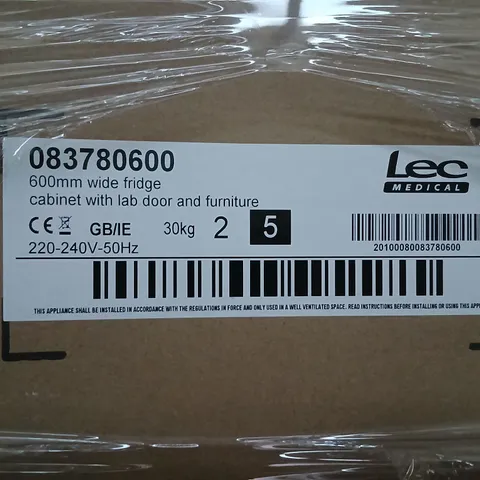 083780600
600mm wide fridge
cabinet with lab door and furniture
Lec
MEDICAL
CE GB/IE 30kg 2 5
220-240V-50Hz
20100080083780600
THIS APPLIANCE SHALL BE INSTALLED IN ACCORDANCE WITH THE REGULATIONS IN FORCE AND ONLY USED IN A WELL VENTILATED SPACE. READ INSTRUCTIONS BEFORE INSTALLING OR USING THIS